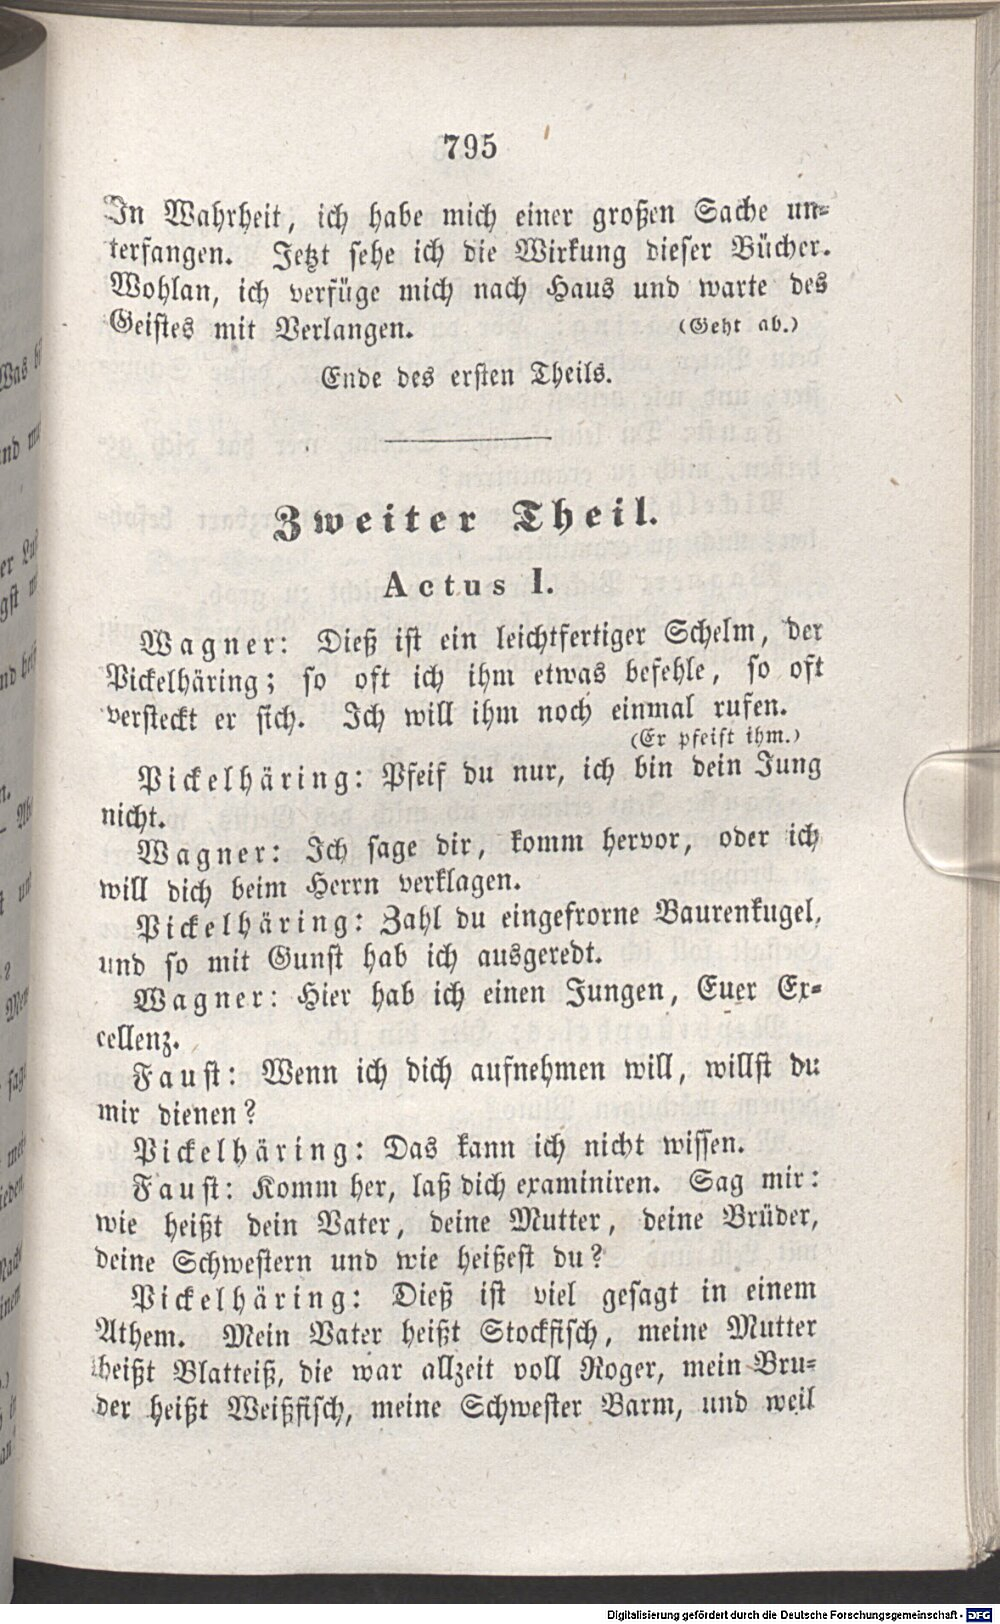 795
In Wahrheit, ich habe mich einer großen Sache un-
terfangen. Jetzt sehe ich die Wirkung dieser Bücher.
Wohlan, ich verfüge mich nach Haus und warte des
Geistes mit Verlangen. (Geht ab.)
Ende des ersten Theils.
Zweiter Theil.
Actus I.
Wagner: Dieß ist ein leichtfertiger Schelm, der
Pickelhäring; so oft ich ihm etwas befehle, so oft
versteckt er sich. Ich will ihm noch einmal rufen.
(Er pfeift ihm.)
Pickelhäring: Pfeif du nur, ich bin dein Jung
nicht.
Wagner: Ich sage dir, komm hervor, oder ich
will dich beim Herrn verklagen.
Pickelhäring: Zahl du eingefrorne Baurenkugel,
und so mit Gunst hab ich ausgeredt.
Wagner: Hier hab ich einen Jungen, Euer Ex-
cellenz.
Faust: Wenn ich dich aufnehmen will, willst du
mir dienen?
Pickelhäring: Das kann ich nicht wissen.
Faust: Komm her, laß dich examiniren. Sag mir:
wie heißt dein Vater, deine Mutter, deine Brüder,
deine Schwestern und wie heißest du?
Pickelhäring: Dieß ist viel gesagt in einem
Athem. Mein Vater heißt Stockfisch, meine Mutter
heißt Blatteiß, die war allzeit voll Roger, mein Bru-
der heißt Weißfisch, meine Schwester Barm, und weil
Digitalisierung gefördert durch die Deutsche Forschungsgemeinschaft - DFG